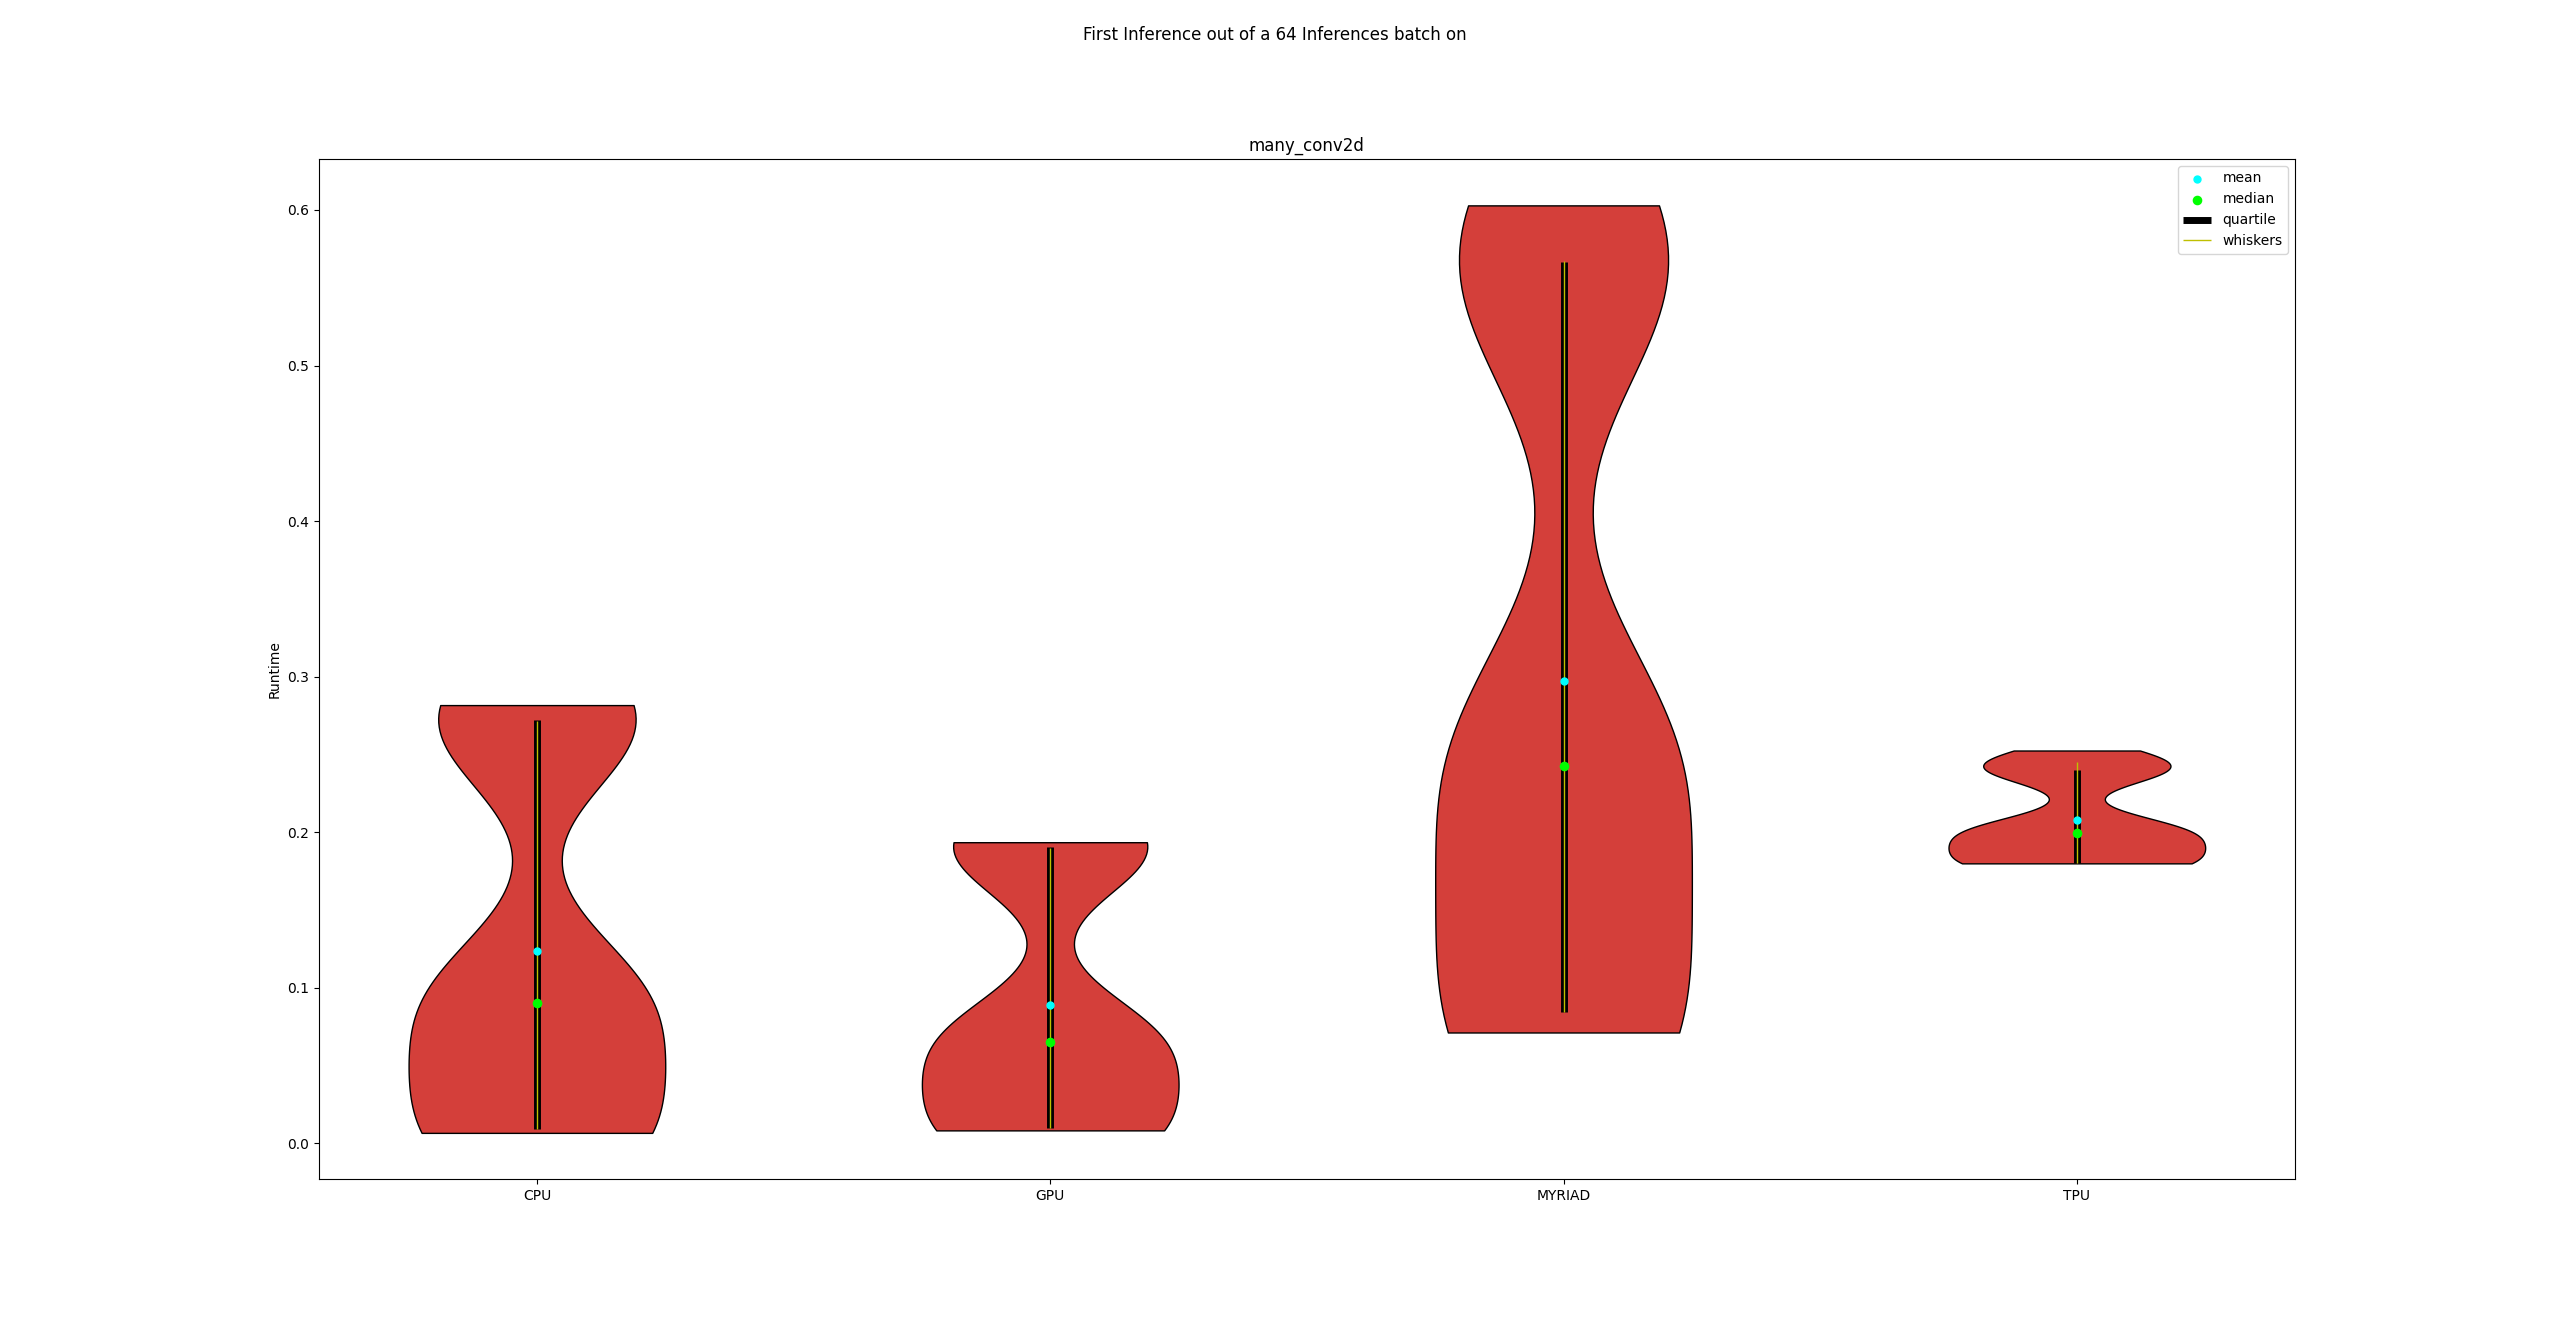 First Inference out of a 64 Inferences batch on
many_conv2d
mean
median
quartile
whiskers
Runtime
0.6
0.5
0.4
0.3
0.2
0.1
0.0
CPU
GPU
MYRIAD
TPU